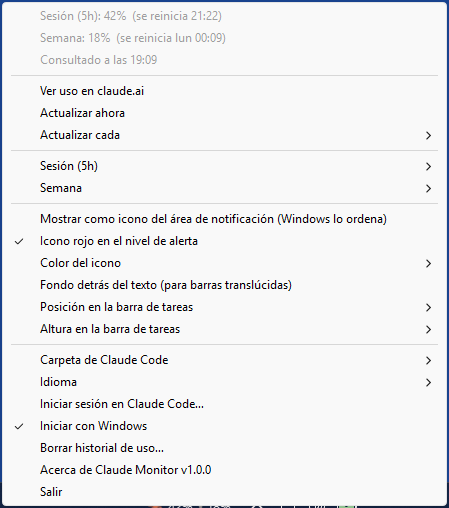 Sesión (5h): 42% (se reinicia 21:22)
Semana: 18% (se reinicia lun 00:09)
Consultado a las 19:09
Ver uso en claude.ai
Actualizar ahora
Actualizar cada
Sesión (5h)
Semana
Mostrar como icono del área de notificación (Windows lo ordena)
Icono rojo en el nivel de alerta
Color del icono
Fondo detrás del texto (para barras translúcidas)
Posición en la barra de tareas
Altura en la barra de tareas
Carpeta de Claude Code
Idioma
Iniciar sesión en Claude Code...
Iniciar con Windows
Borrar historial de uso...
Acerca de Claude Monitor v1.0.0
Salir